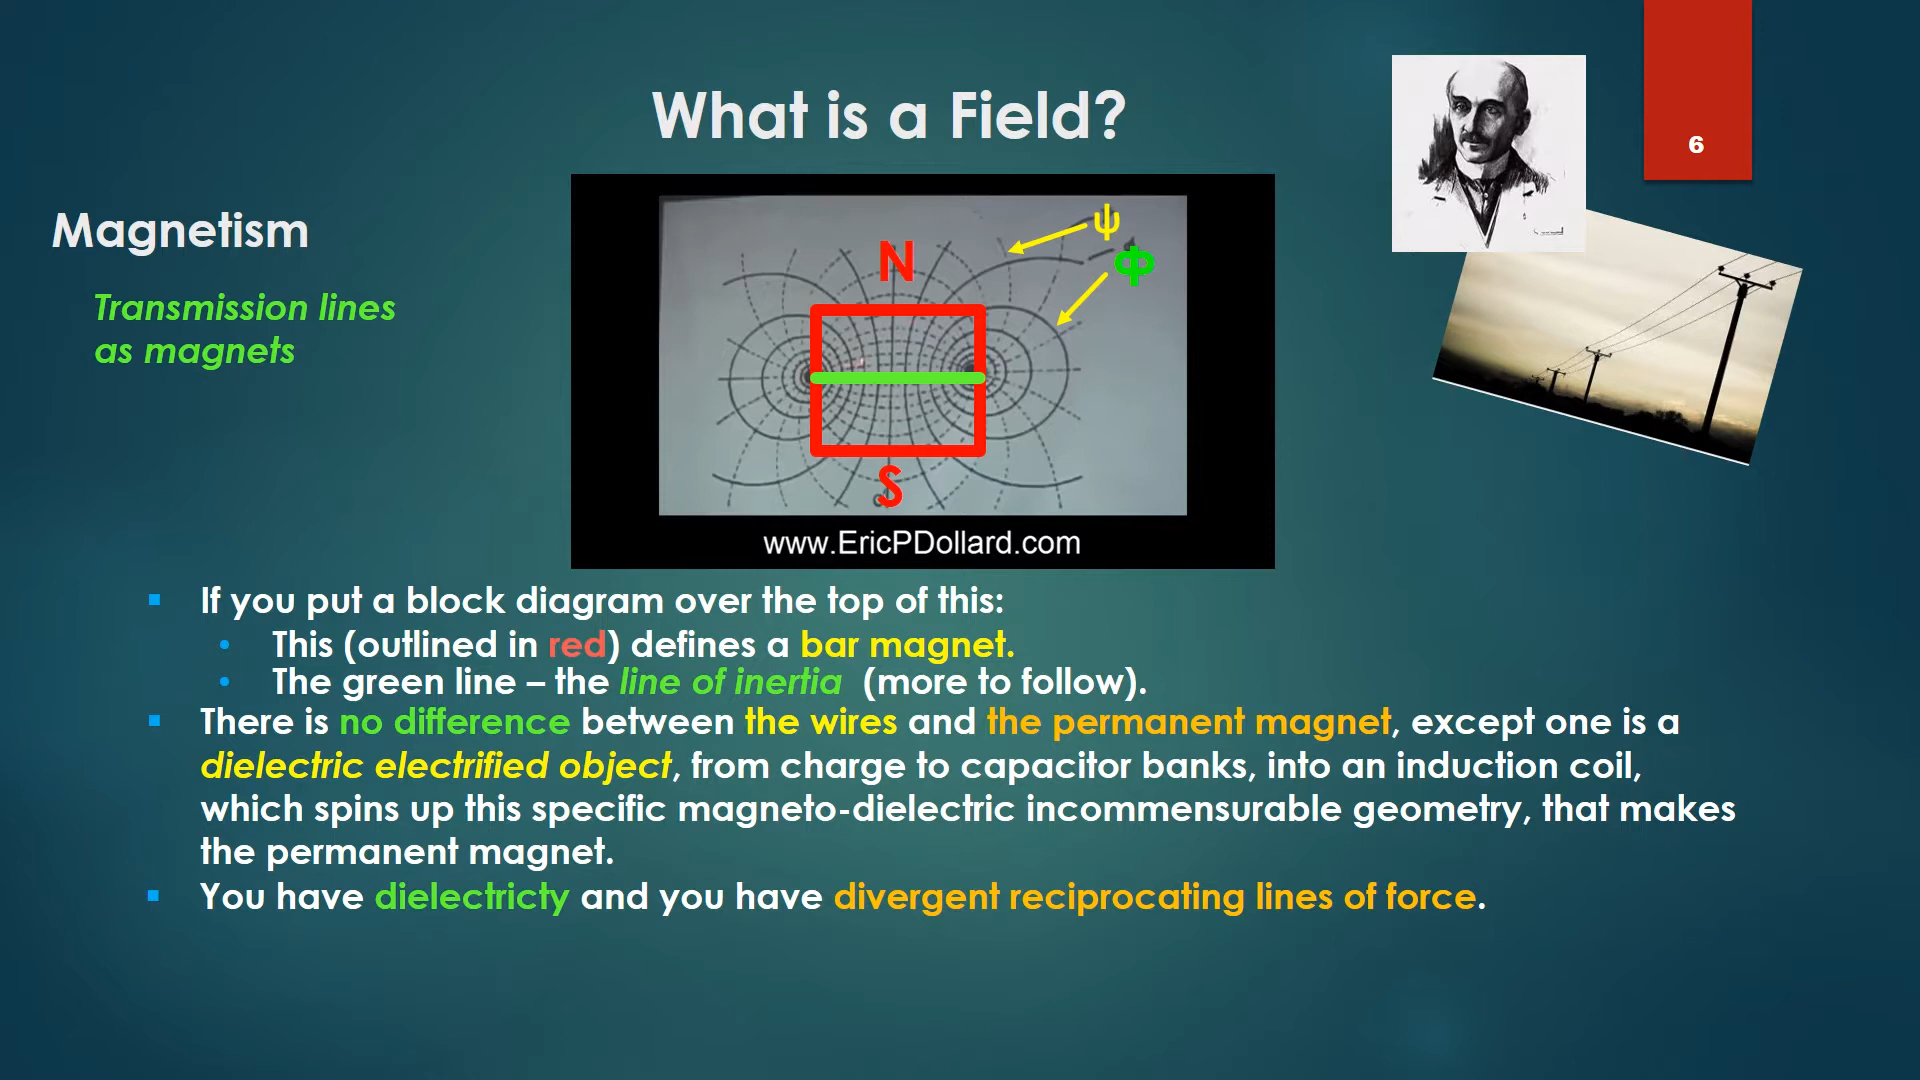 What is a Field?
6
Magnetism
Transmission lines
as magnets
ψ
Φ
N
S
www.EricPDollard.com
▪ If you put a block diagram over the top of this:
• This (outlined in red) defines a bar magnet.
• The green line – the line of inertia (more to follow).
▪ There is no difference between the wires and the permanent magnet, except one is a
dielectric electrified object, from charge to capacitor banks, into an induction coil,
which spins up this specific magneto-dielectric incommensurable geometry, that makes
the permanent magnet.
▪ You have dielectricty and you have divergent reciprocating lines of force.